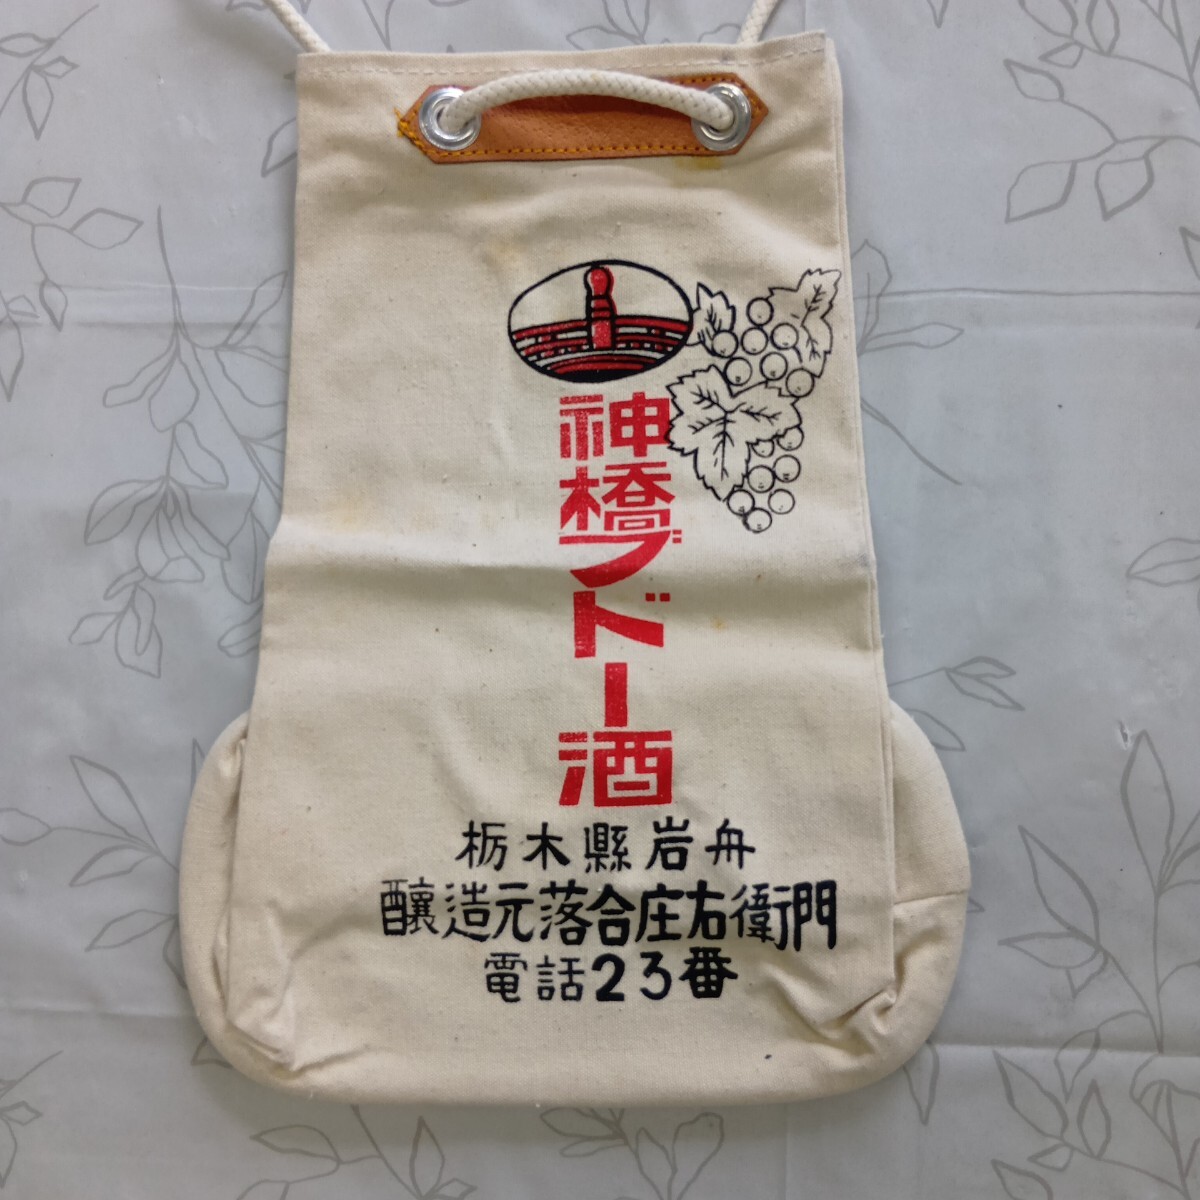 神橋ブドー酒
栃木縣岩舟
釀造元落合庄右衛門
電話23番